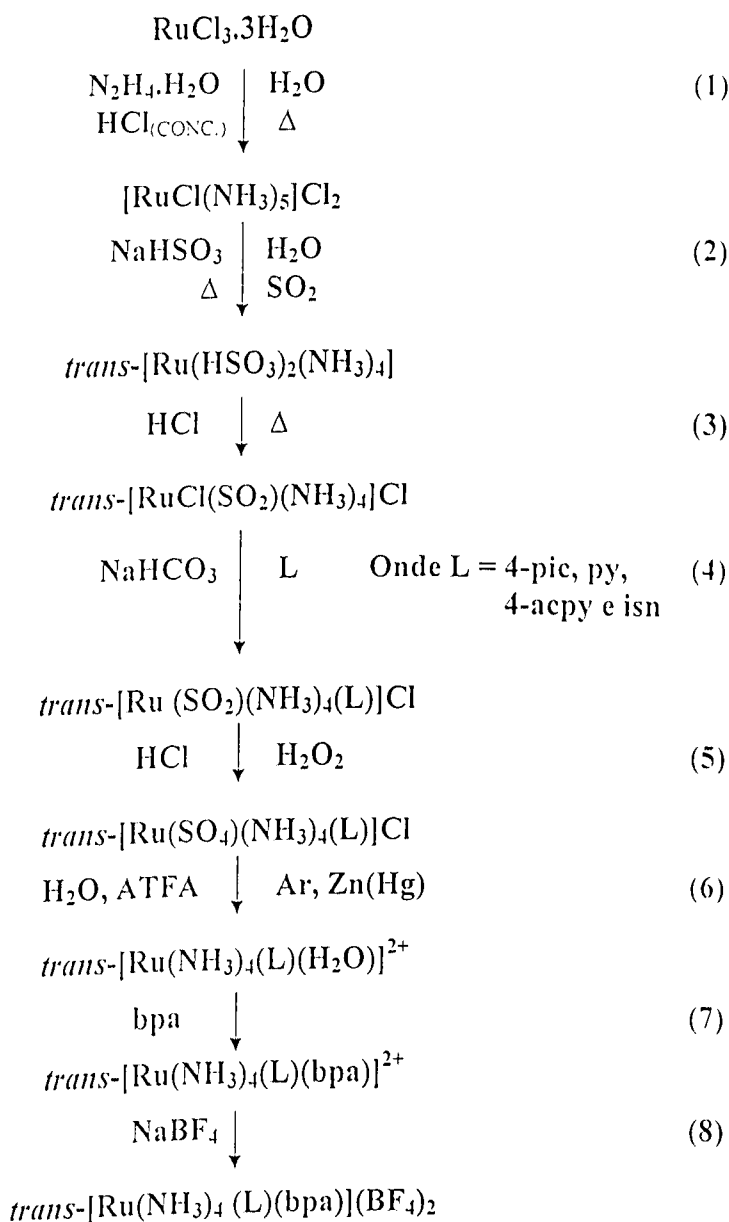 RuCl₃.3H₂O
N₂H₄.H₂O H₂O (1)
HCl(CONC.) Δ
[RuCl(NH₃)₅]Cl₂
NaHSO₃ H₂O (2)
Δ SO₂
trans-[Ru(HSO₃)₂(NH₃)₄]
HCl Δ (3)
trans-[RuCl(SO₂)(NH₃)₄]Cl
NaHCO₃ L Onde L = 4-pic, py, (4)
4-acpy e isn
trans-[Ru (SO₂)(NH₃)₄(L)]Cl
HCl H₂O₂ (5)
trans-[Ru(SO₄)(NH₃)₄(L)]Cl
H₂O, ATFA Ar, Zn(Hg) (6)
trans-[Ru(NH₃)₄(L)(H₂O)]²⁺
bpa (7)
trans-[Ru(NH₃)₄(L)(bpa)]²⁺
NaBF₄ (8)
trans-[Ru(NH₃)₄ (L)(bpa)](BF₄)₂